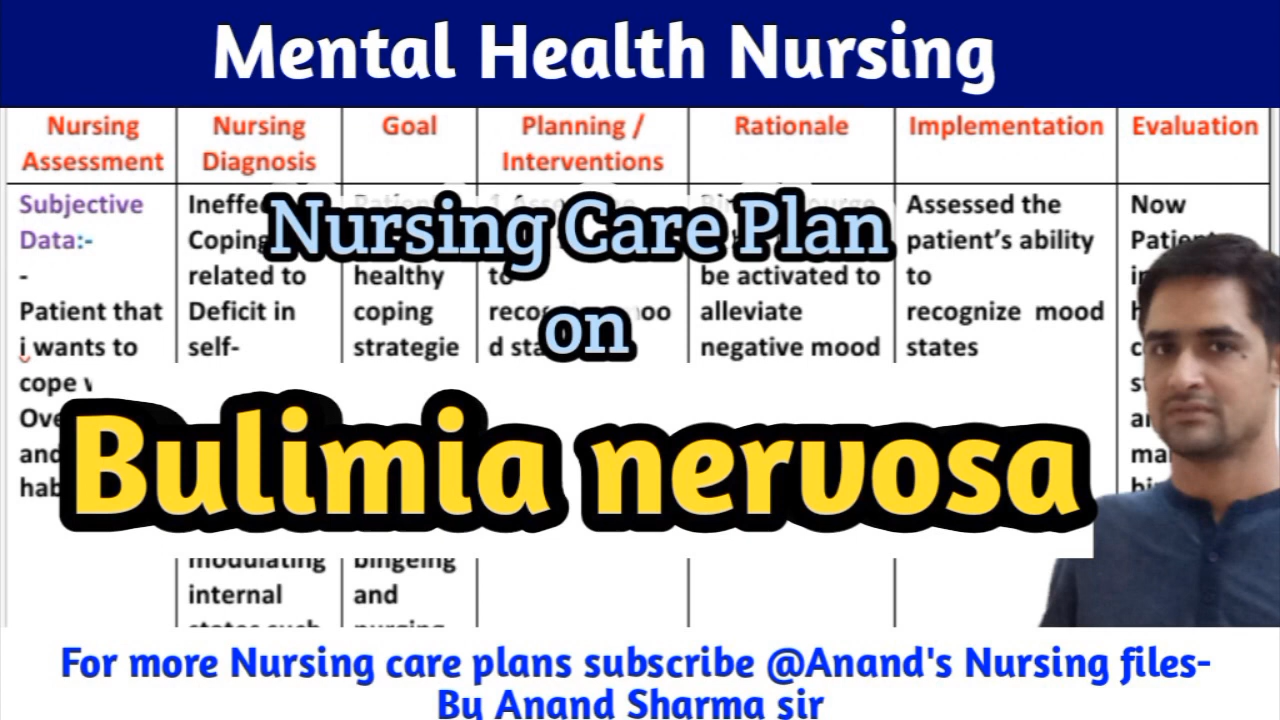 Mental Health Nursing
Nursing Assessment
Nursing Diagnosis
Goal
Planning / Interventions
Rationale
Implementation
Evaluation
Subjective
Data:-
-
Patient that
i wants to
cope
and
Coping
related to
Deficit in
self-
modulating
internal
healthy
coping
strategie
bingeing
and
to
d
be activated to
alleviate
negative mood
Assessed the
patient's ability
to
recognize mood
states
Now
Nursing Care Plan
on
Bulimia nervosa
For more Nursing care plans subscribe @Anand's Nursing files-
By Anand Sharma sir